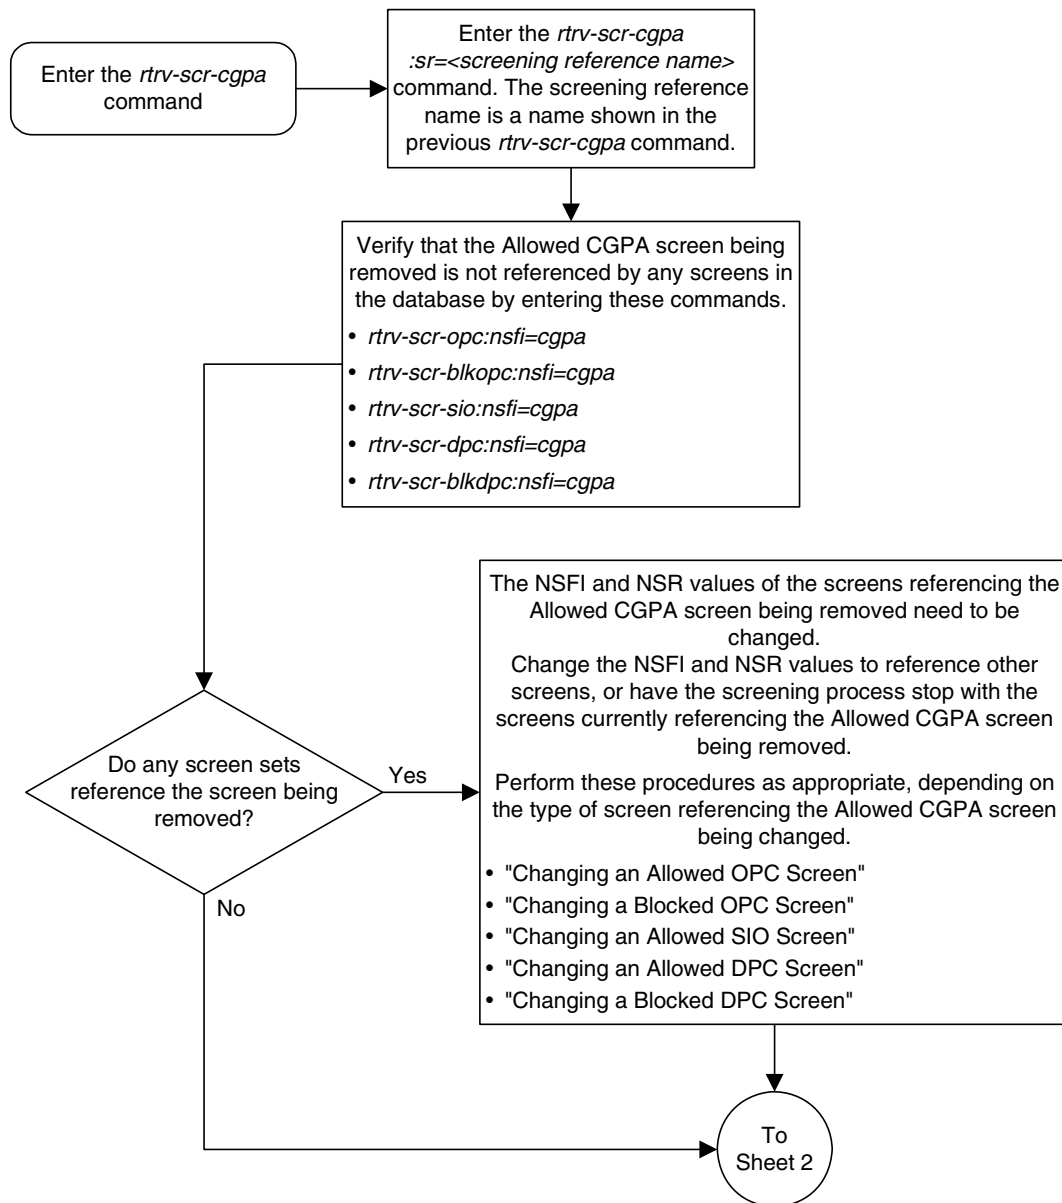 Enter the rtrv-scr-cgpa
command
Enter the rtrv-scr-cgpa
:sr=<screening reference name>
command. The screening reference
name is a name shown in the
previous rtrv-scr-cgpa command.
Verify that the Allowed CGPA screen being
removed is not referenced by any screens in
the database by entering these commands.
• rtrv-scr-opc:nsfi=cgpa
• rtrv-scr-blkopc:nsfi=cgpa
• rtrv-scr-sio:nsfi=cgpa
• rtrv-scr-dpc:nsfi=cgpa
• rtrv-scr-blkdpc:nsfi=cgpa
Do any screen sets
reference the screen being
removed?
Yes
No
The NSFI and NSR values of the screens referencing the
Allowed CGPA screen being removed need to be
changed.
Change the NSFI and NSR values to reference other
screens, or have the screening process stop with the
screens currently referencing the Allowed CGPA screen
being removed.
Perform these procedures as appropriate, depending on
the type of screen referencing the Allowed CGPA screen
being changed.
• "Changing an Allowed OPC Screen"
• "Changing a Blocked OPC Screen"
• "Changing an Allowed SIO Screen"
• "Changing an Allowed DPC Screen"
• "Changing a Blocked DPC Screen"
To
Sheet 2